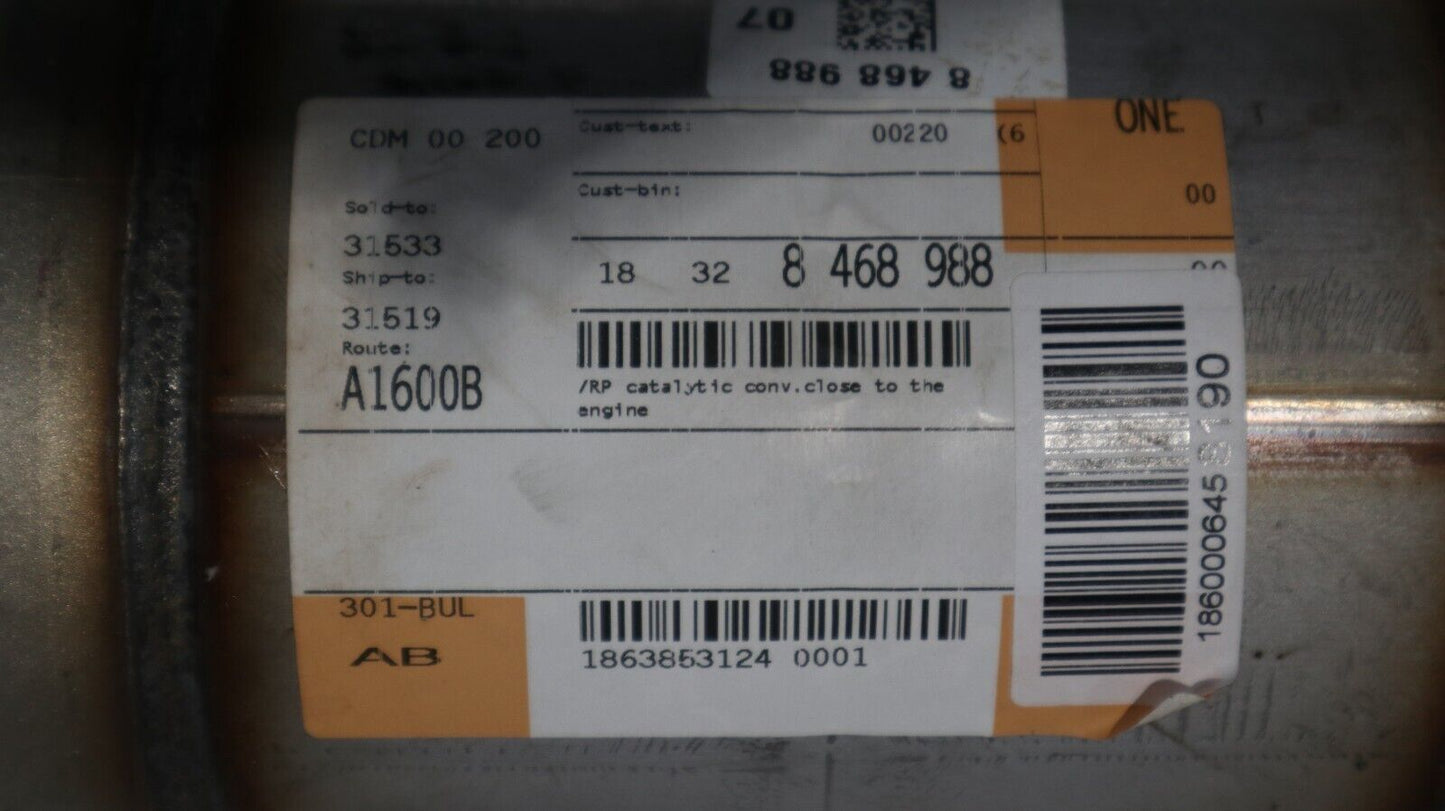 07
8 468 988
CDM 00 200
Cust-text:
00220
(6
ONE
Cust-bin:
00
Sold-to:
31533
Ship-to:
31519
Route:
A1600B
18 32 8 468 988
/RP catalytic conv.close to the
engine
301-BUL
AB
1863853124 0001
186000645 8190